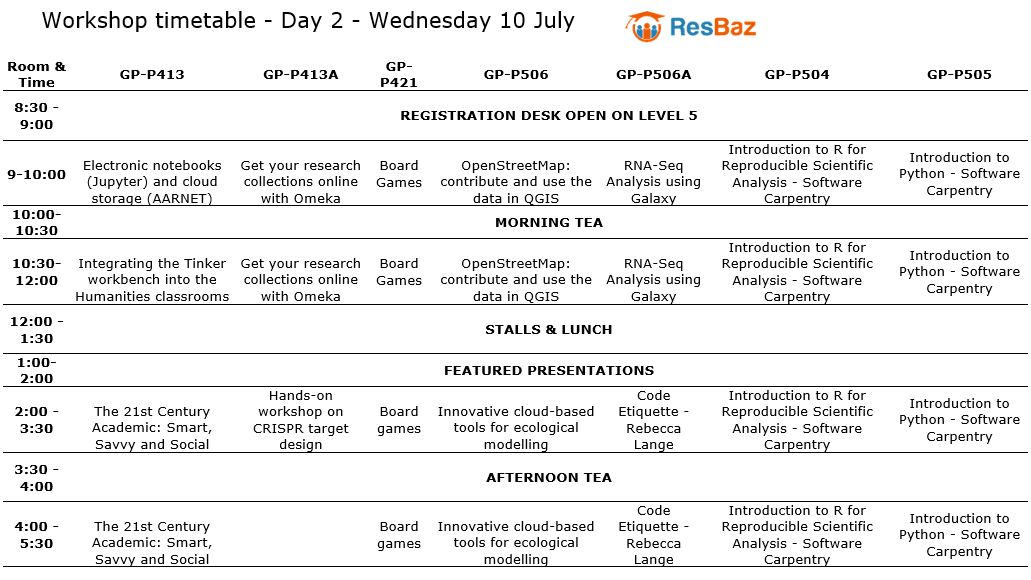 Workshop timetable - Day 2 - Wednesday 10 July
ResBaz
Room & Time GP-P413 GP-P413A GP-P421 GP-P506 GP-P506A GP-P504 GP-P505
8:30 - 9:00 REGISTRATION DESK OPEN ON LEVEL 5
9-10:00
Electronic notebooks
(Jupyter) and cloud
storage (AARNET)
Get your research
collections online
with Omeka
Board
Games
OpenStreetMap:
contribute and use the
data in QGIS
RNA-Seq
Analysis using
Galaxy
Introduction to R for
Reproducible Scientific
Analysis - Software
Carpentry
Introduction to
Python - Software
Carpentry
10:00-
10:30
MORNING TEA
10:30-
12:00
Integrating the Tinker
workbench into the
Humanities classrooms
Get your research
collections online
with Omeka
Board
Games
OpenStreetMap:
contribute and use the
data in QGIS
RNA-Seq
Analysis using
Galaxy
Introduction to R for
Reproducible Scientific
Analysis - Software
Carpentry
Introduction to
Python - Software
Carpentry
12:00 -
1:30
STALLS & LUNCH
1:00-
2:00
FEATURED PRESENTATIONS
2:00 -
3:30
The 21st Century
Academic: Smart,
Savvy and Social
Hands-on
workshop on
CRISPR target
design
Board
games
Innovative cloud-based
tools for ecological
modelling
Code
Etiquette -
Rebecca
Lange
Introduction to R for
Reproducible Scientific
Analysis - Software
Carpentry
Introduction to
Python - Software
Carpentry
3:30 -
4:00
AFTERNOON TEA
4:00 -
5:30
The 21st Century
Academic: Smart,
Savvy and Social
Board
games
Innovative cloud-based
tools for ecological
modelling
Code
Etiquette -
Rebecca
Lange
Introduction to R for
Reproducible Scientific
Analysis - Software
Carpentry
Introduction to
Python - Software
Carpentry